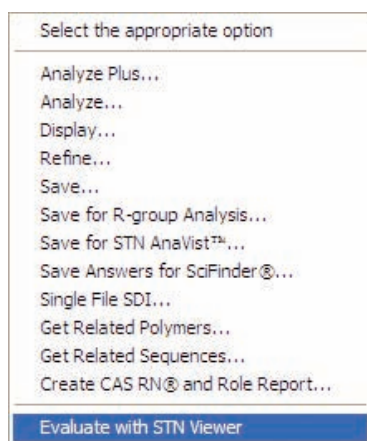 Select the appropriate option
Analyze Plus...
Analyze...
Display...
Refine...
Save...
Save for R-group Analysis...
Save for STN AnaVist™...
Save Answers for SciFinder®...
Single File SDI...
Get Related Polymers...
Get Related Sequences...
Create CAS RN® and Role Report...
Evaluate with STN Viewer